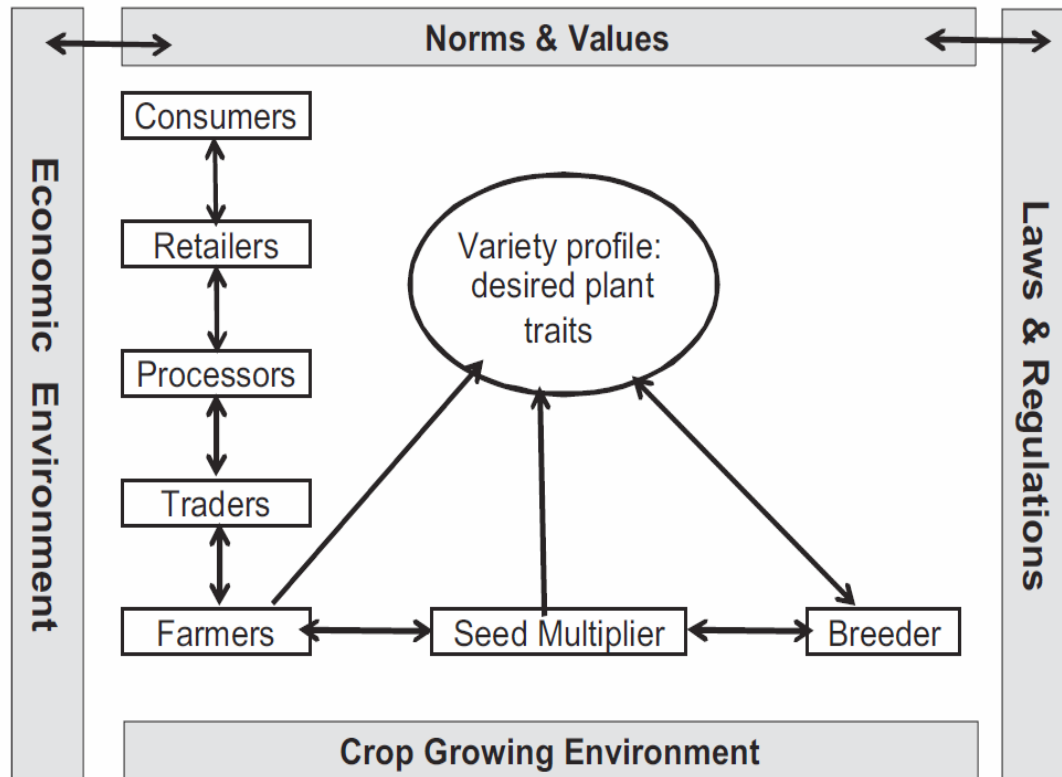 Norms & Values
Economic Environment
Laws & Regulations
Consumers
Retailers
Processors
Traders
Farmers
Variety profile:
desired plant
traits
Seed Multiplier
Breeder
Crop Growing Environment